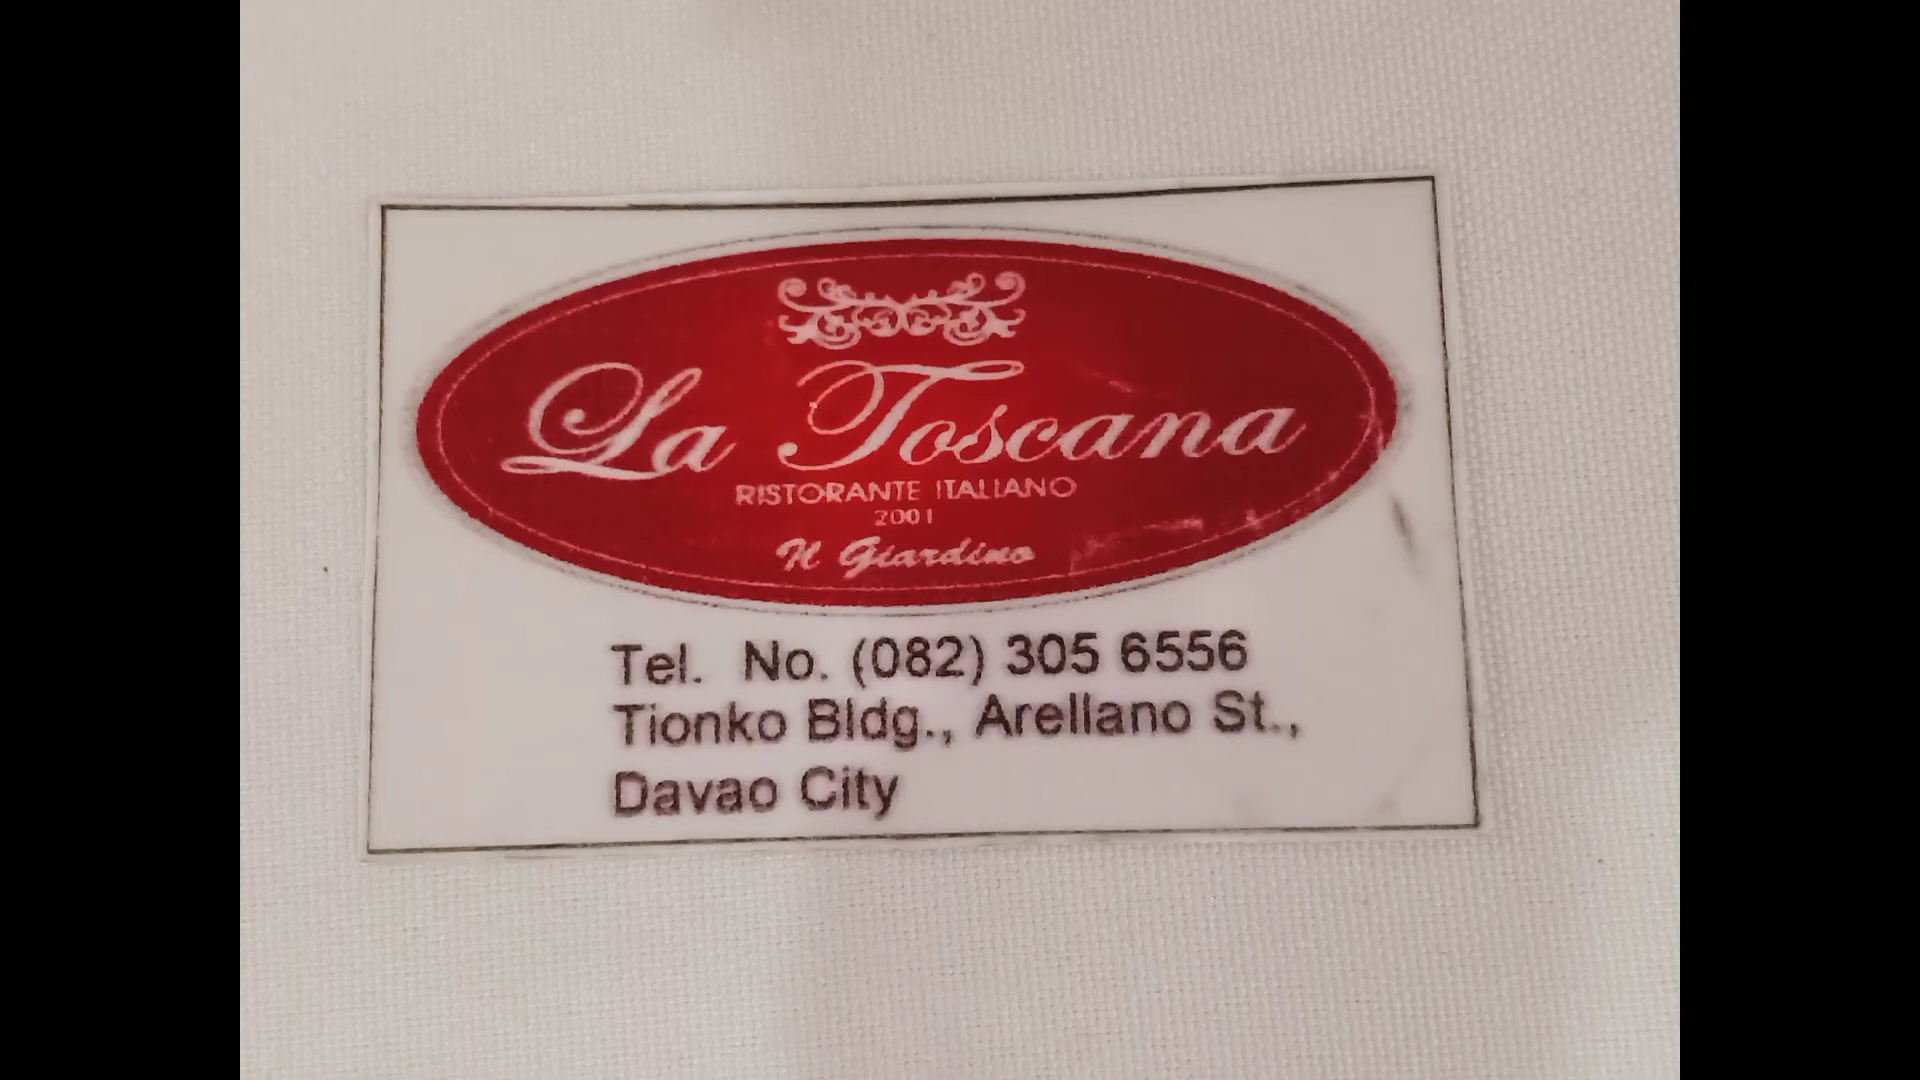 La Toscana
RISTORANTE ITALIANO
2001
Il Giardino
Tel. No. (082) 305 6556
Tionko Bldg., Arellano St.,
Davao City